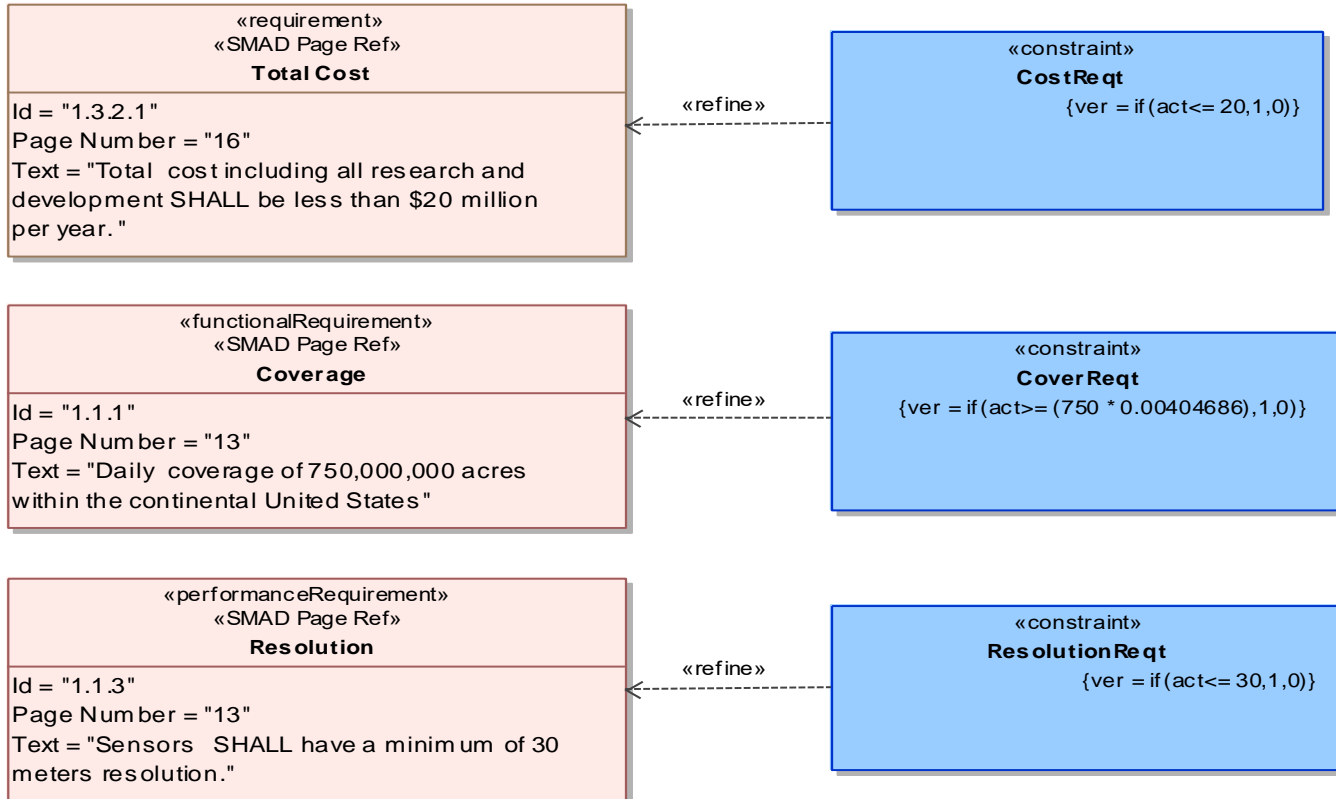 «requirement»
«SMAD Page Ref»
Total Cost
Id = "1.3.2.1"
Page Number = "16"
Text = "Total cost including all research and
development SHALL be less than $20 million
per year."
«refine»
«constraint»
CostReqt
{ver = if(act<= 20,1,0)}
«functionalRequirement»
«SMAD Page Ref»
Coverage
Id = "1.1.1"
Page Number = "13"
Text = "Daily coverage of 750,000,000 acres
within the continental United States"
«refine»
«constraint»
CoverReqt
{ver = if(act>= (750 * 0.00404686),1,0)}
«performanceRequirement»
«SMAD Page Ref»
Resolution
Id = "1.1.3"
Page Number = "13"
Text = "Sensors SHALL have a minimum of 30
meters resolution."
«refine»
«constraint»
ResolutionReqt
{ver = if(act<= 30,1,0)}